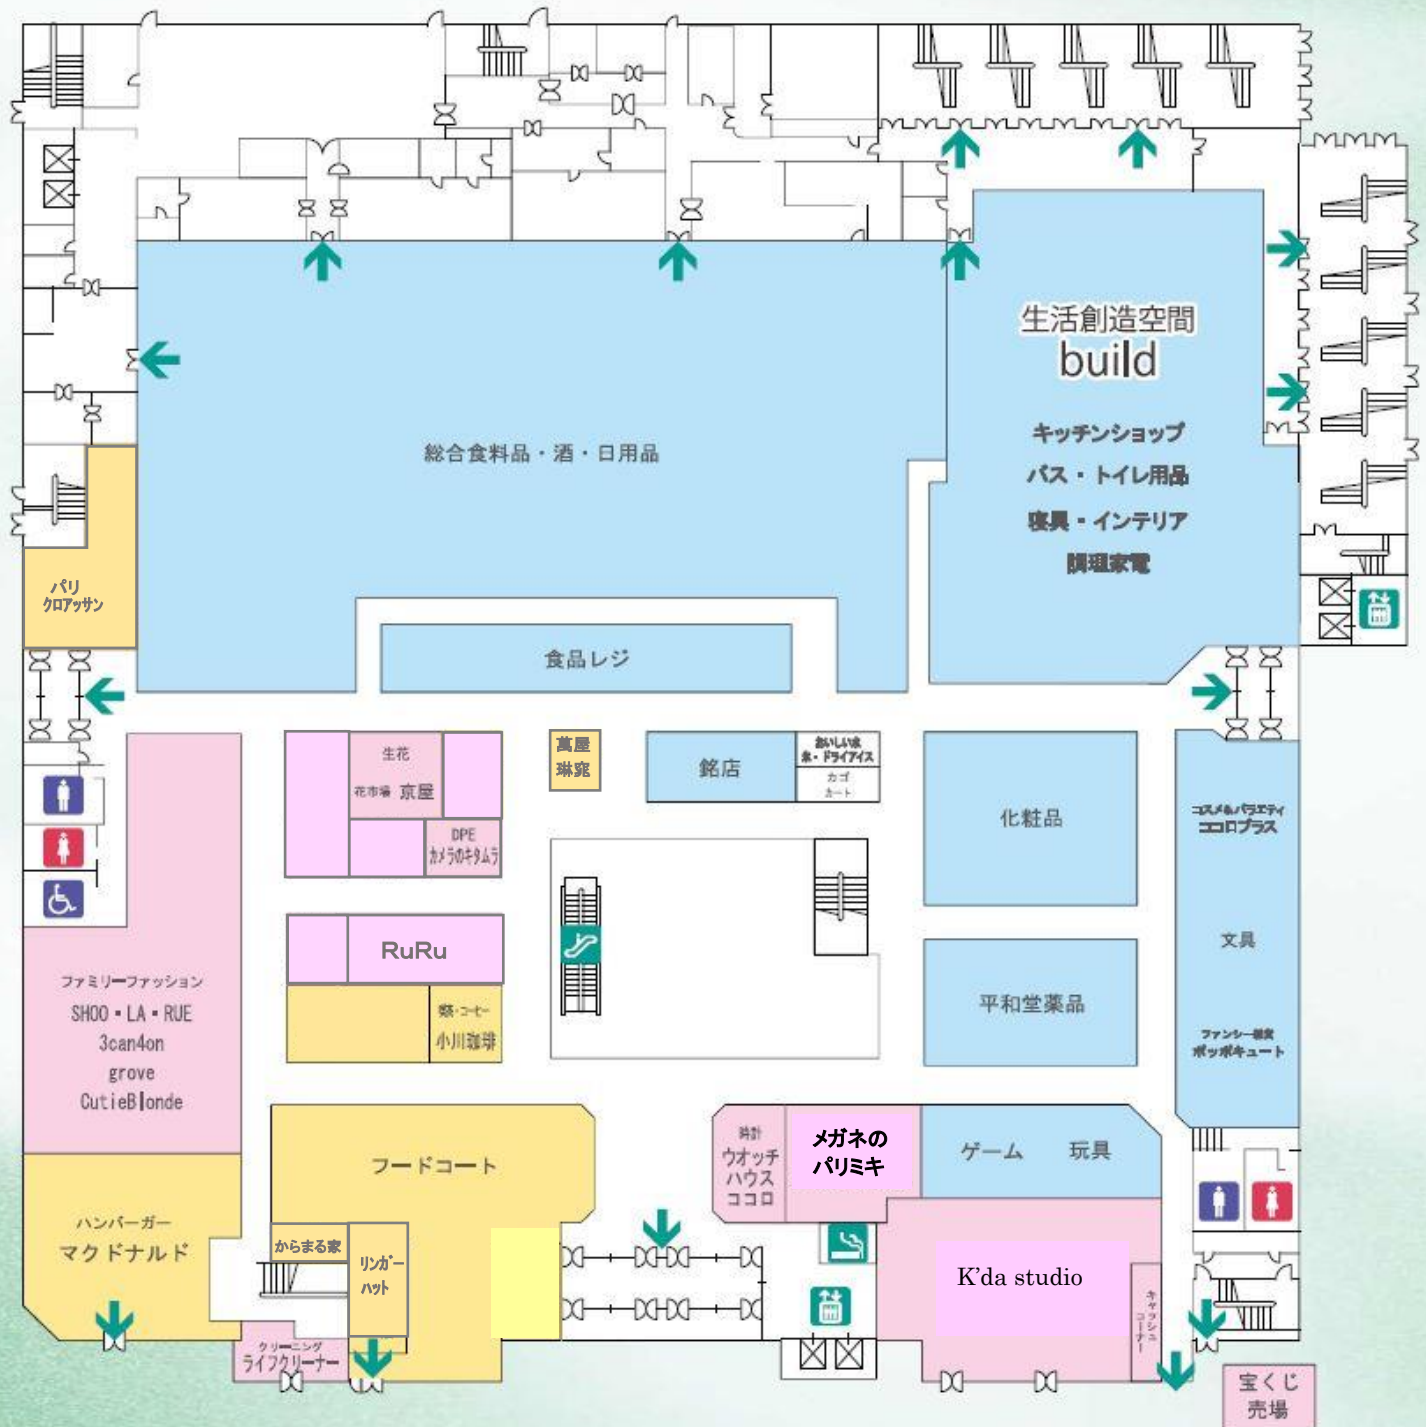 生活創造空間
build
キッチンショップ
バス・トイレ用品
寝具・インテリア
調理家電
総合食料品・酒・日用品
パリ
クロアッサン
食品レジ
生花
花市場 京屋
DPE
カメラのキタムラ
萬屋
琳窕
銘店
おいしい水
氷・ドライアイス
カゴ
カート
化粧品
コスメ&バラエティ
ココロプラス
文具
ファンシー雑貨
ポッポキュート
RuRu
喫茶・コーヒー
小川珈琲
平和堂薬品
ファミリーファッション
SHOO・LA・RUE
3can4on
grove
CutieBlonde
フードコート
時計
ウオッチ
ハウス
ココロ
メガネの
パリミキ
ゲーム 玩具
ハンバーガー
マクドナルド
からまる家
リンガー
ハット
K'da studio
キャッシュ
コーナー
クリーニング
ライフクリーナー
宝くじ
売場